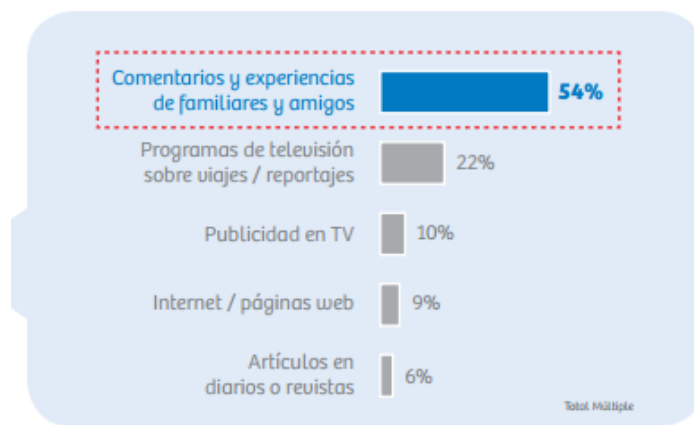 Comentarios y experiencias
de familiares y amigos
54%
Programas de televisión
sobre viajes / reportajes
22%
Publicidad en TV
10%
Internet / páginas web
9%
Artículos en
diarios o revistas
6%
Total Múltiple